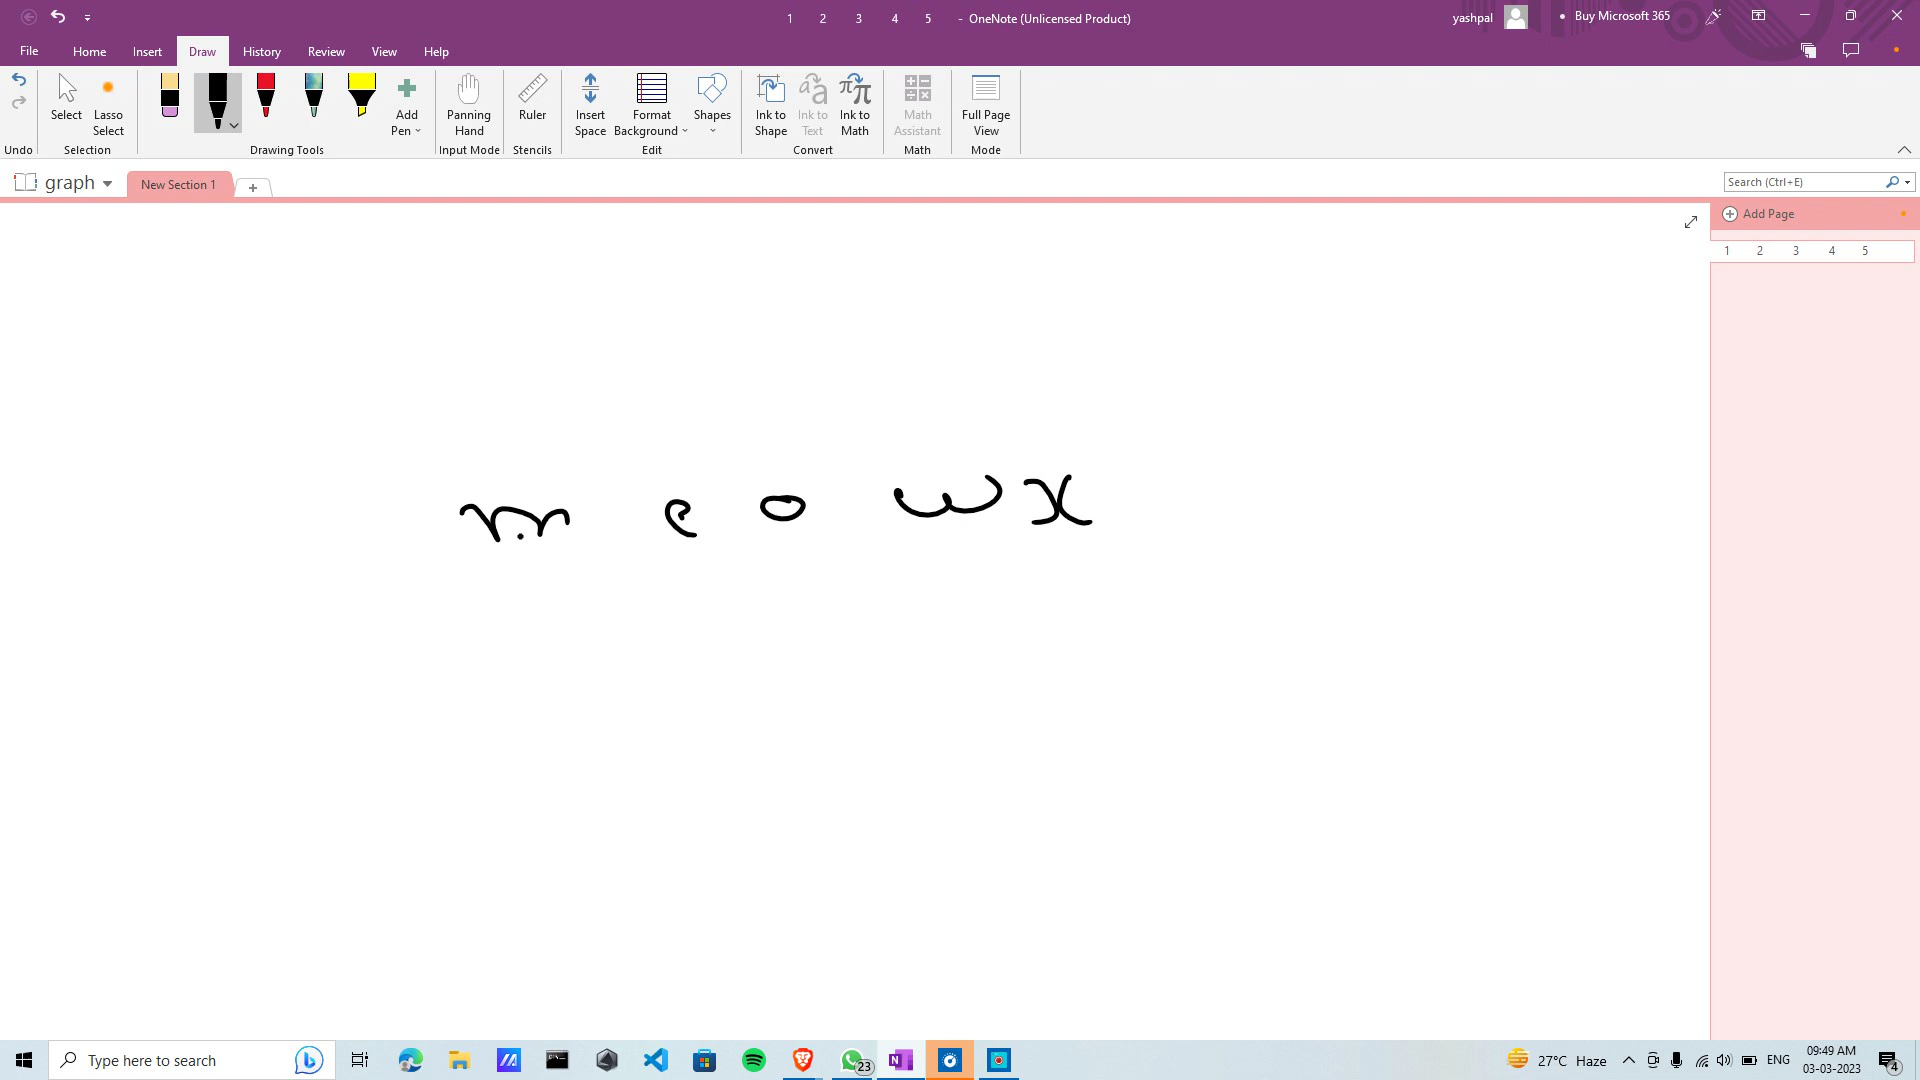 1 2 3 4 5 - OneNote (Unlicensed Product)
yashpal
Buy Microsoft 365
File Home Insert Draw History Review View Help
Select
Lasso Select
Add Pen
Panning Hand
Ruler
Insert Space
Format Background
Shapes
Ink to Shape
Ink to Text
Ink to Math
Math Assistant
Full Page View
Undo Selection Drawing Tools Input Mode Stencils Edit Convert Math Mode
graph New Section 1
Search (Ctrl+E)
Add Page
1 2 3 4 5
m e o w x
Type here to search
23
27°C Haze
ENG
09:49 AM
03-03-2023
4